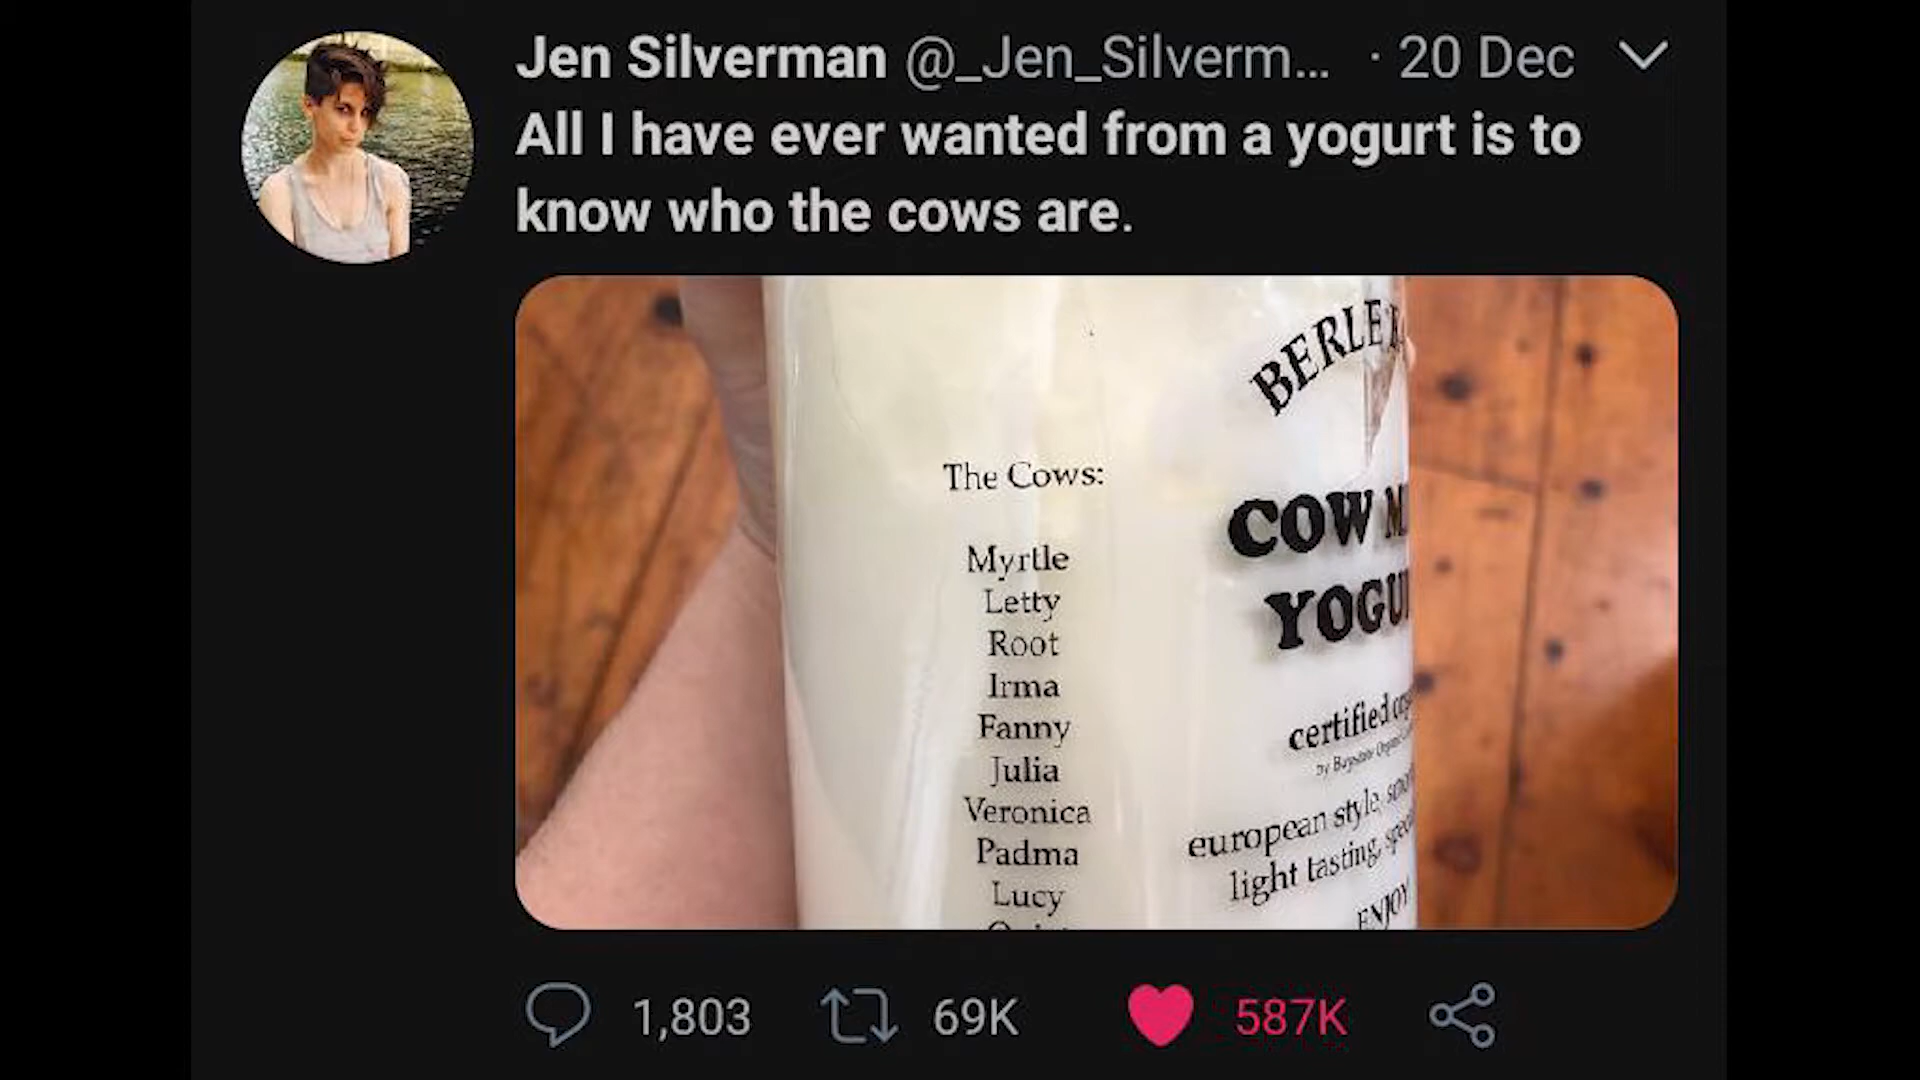 Jen Silverman @_Jen_Silverm... · 20 Dec
All I have ever wanted from a yogurt is to
know who the cows are.
The Cows:
Myrtle
Letty
Root
Irma
Fanny
Julia
Veronica
Padma
Lucy
COW
certified
by
european style,
light tasting,
ENJOY
1,803 69K 587K